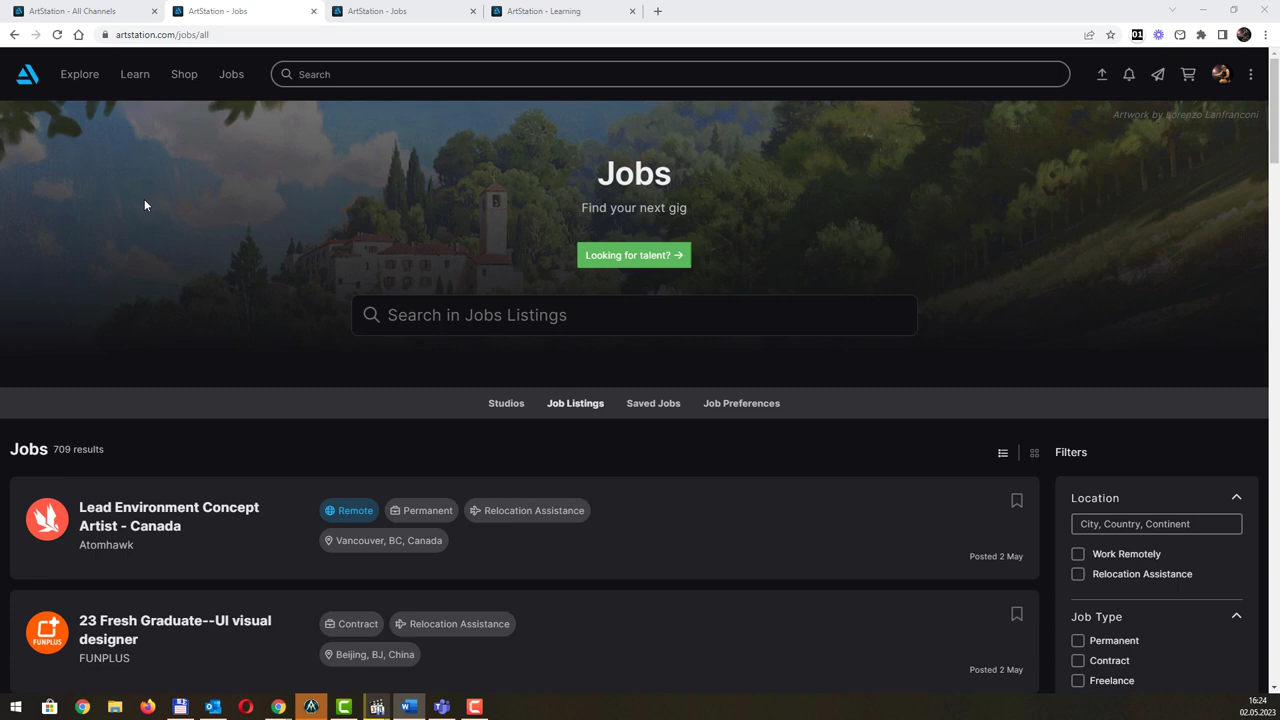 ArtStation - All Channels
ArtStation - Jobs
ArtStation - Jobs
ArtStation - Learning
artstation.com/jobs/all
01
Explore Learn Shop Jobs Search
Artwork by Lorenzo Lanfranconi
Jobs
Find your next gig
Looking for talent? →
Search in Jobs Listings
Studios Job Listings Saved Jobs Job Preferences
Jobs 709 results
Filters
Lead Environment Concept
Artist - Canada
Atomhawk
Remote Permanent Relocation Assistance
Vancouver, BC, Canada
Posted 2 May
FUNPLUS
23 Fresh Graduate--UI visual
designer
FUNPLUS
Contract Relocation Assistance
Beijing, BJ, China
Posted 2 May
Location
City, Country, Continent
Work Remotely
Relocation Assistance
Job Type
Permanent
Contract
Freelance
16:24
02.05.2023